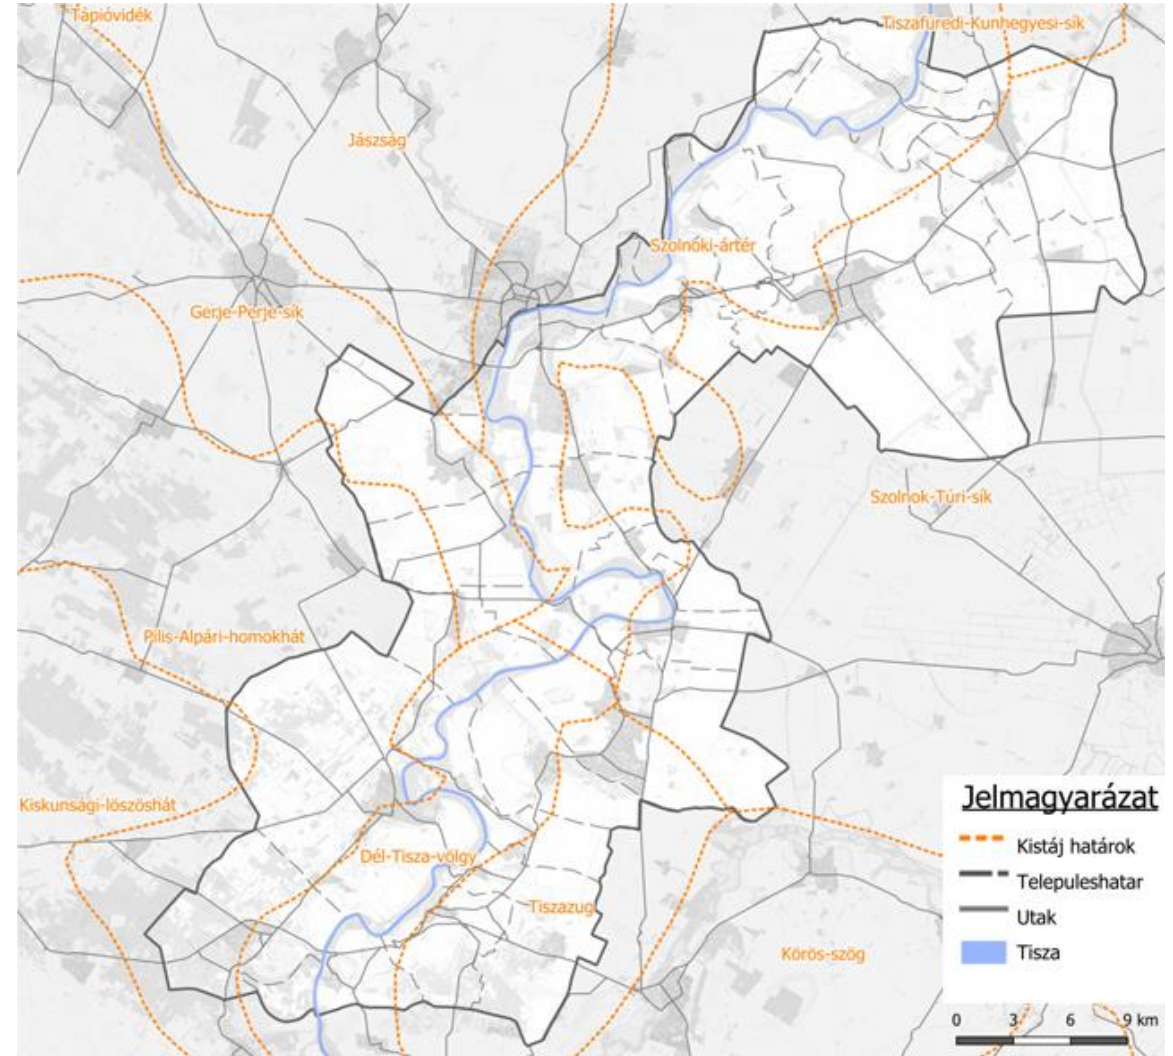 Tápióvidék
Tiszafüredi-Kunhegyesi-sík
Jászság
Szolnoki-ártér
Gerje-Perje-sík
Szolnok-Túri-sík
Pilis-Alpári-homokhát
Kiskunsági-löszöshát
Dél-Tisza-völgy
Tiszazug
Körös-szög
Jelmagyarázat
Kistáj határok
Telepuleshatar
Utak
Tisza
0 3 6 9 km